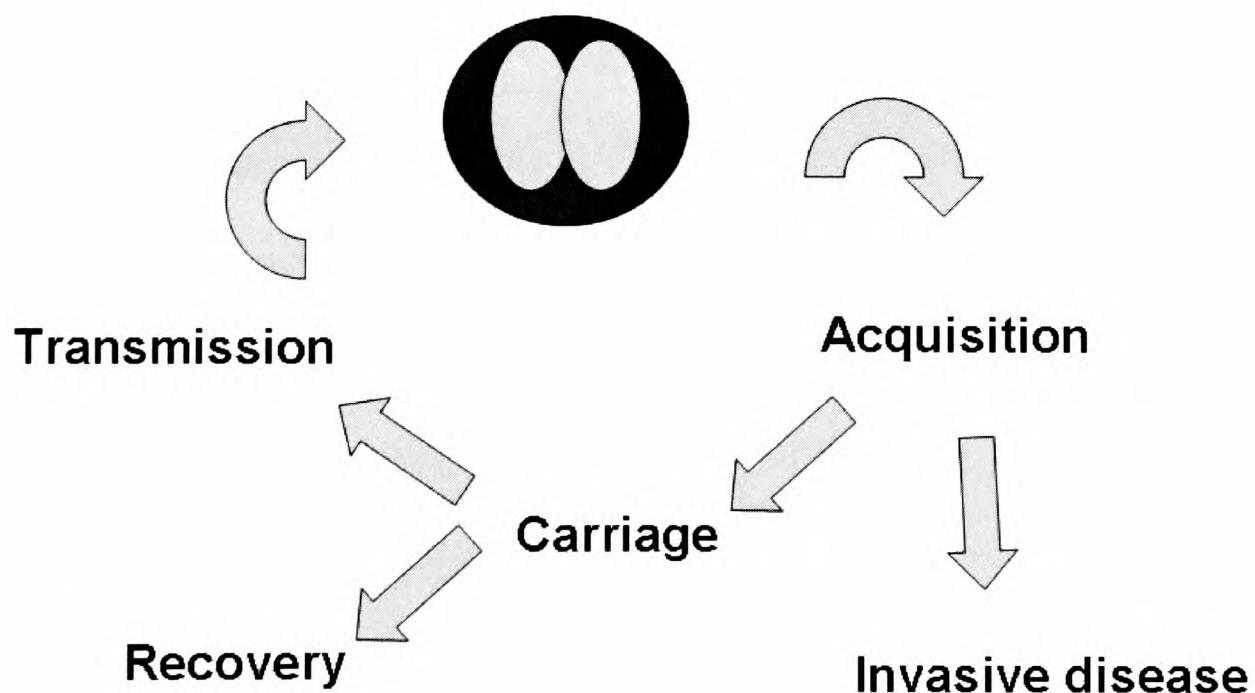 Transmission
Acquisition
Carriage
Recovery
Invasive disease